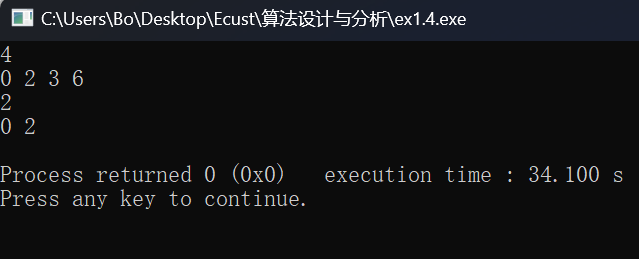 C:\Users\Bo\Desktop\Ecust\算法设计与分析\ex1.4.exe
4
0 2 3 6
2
0 2
Process returned 0 (0x0)   execution time : 34.100 s
Press any key to continue.